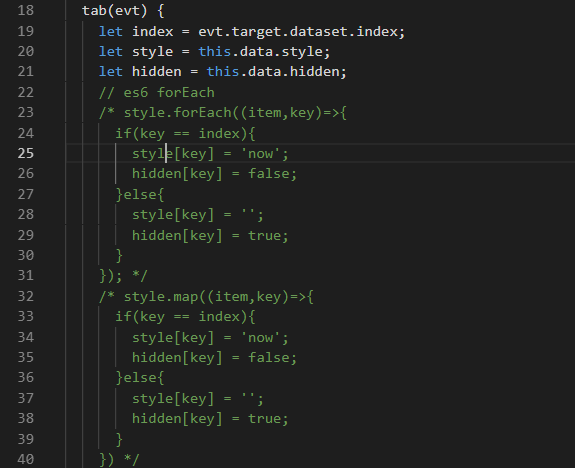 18 tab(evt) {
19 let index = evt.target.dataset.index;
20 let style = this.data.style;
21 let hidden = this.data.hidden;
22 // es6 forEach
23 /* style.forEach((item,key)=>{
24 if(key == index){
25 style[key] = 'now';
26 hidden[key] = false;
27 }else{
28 style[key] = '';
29 hidden[key] = true;
30 }
31 }); */
32 /* style.map((item,key)=>{
33 if(key == index){
34 style[key] = 'now';
35 hidden[key] = false;
36 }else{
37 style[key] = '';
38 hidden[key] = true;
39 }
40 }) */